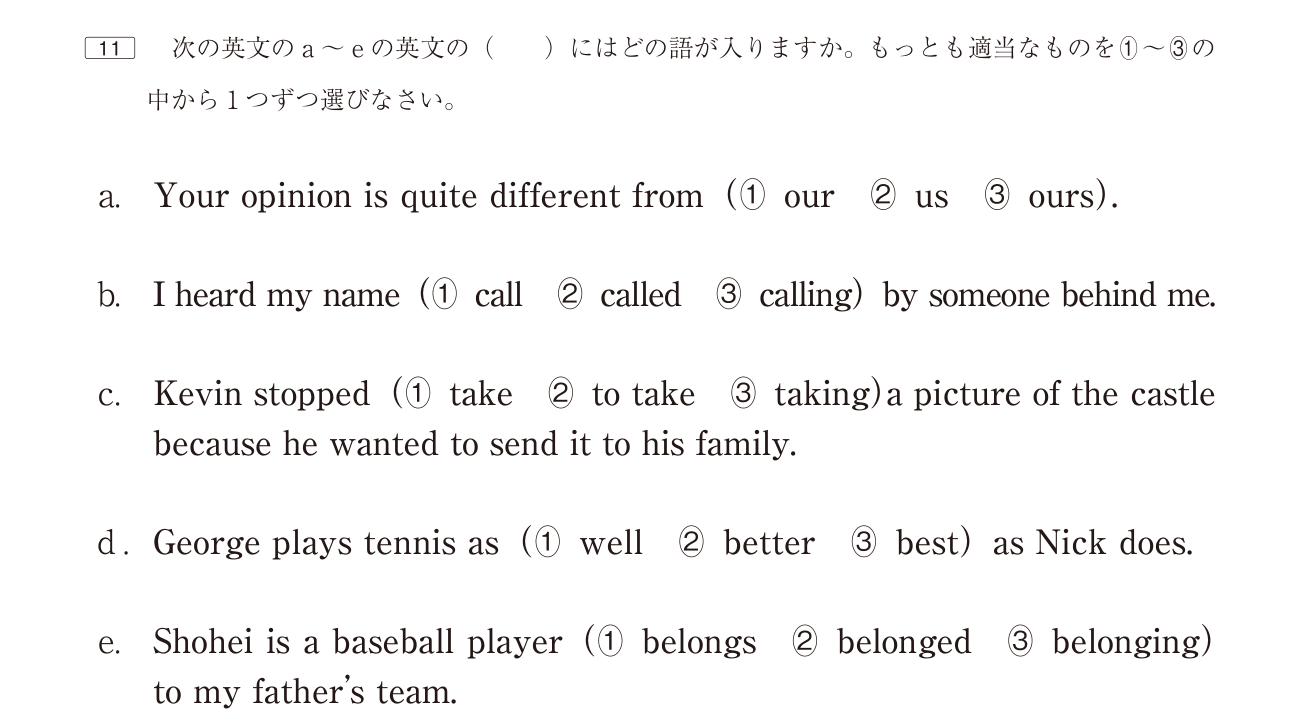 11 次の英文のａ～ｅの英文の（　　）にはどの語が入りますか。もっとも適当なものを①～③の
中から１つずつ選びなさい。
a. Your opinion is quite different from (① our ② us ③ ours).
b. I heard my name (① call ② called ③ calling) by someone behind me.
c. Kevin stopped (① take ② to take ③ taking) a picture of the castle
because he wanted to send it to his family.
d. George plays tennis as (① well ② better ③ best) as Nick does.
e. Shohei is a baseball player (① belongs ② belonged ③ belonging)
to my father's team.